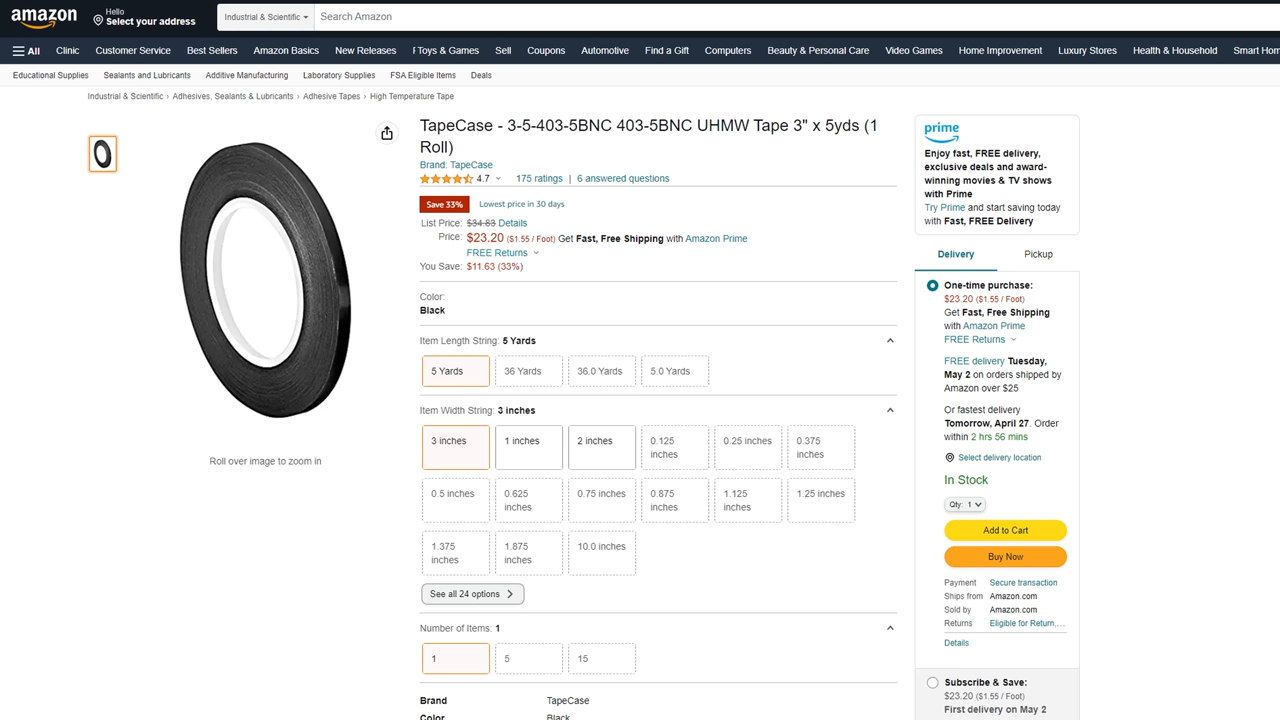 amazon
Hello
Select your address
Industrial & Scientific
Search Amazon
All
Clinic
Customer Service
Best Sellers
Amazon Basics
New Releases
Toys & Games
Sell
Coupons
Automotive
Find a Gift
Computers
Beauty & Personal Care
Video Games
Home Improvement
Luxury Stores
Health & Household
Smart Hom
Educational Supplies
Sealants and Lubricants
Additive Manufacturing
Laboratory Supplies
FSA Eligible Items
Deals
Industrial & Scientific › Adhesives, Sealants & Lubricants › Adhesive Tapes › High Temperature Tape
Roll over image to zoom in
TapeCase - 3-5-403-5BNC 403-5BNC UHMW Tape 3" x 5yds (1
Roll)
Brand: TapeCase
4.7
175 ratings | 6 answered questions
Save 33% Lowest price in 30 days
List Price: $34.83 Details
Price: $23.20 ($1.55 / Foot) Get Fast, Free Shipping with Amazon Prime
FREE Returns
You Save: $11.63 (33%)
Color:
Black
Item Length String: 5 Yards
5 Yards
36 Yards
36.0 Yards
5.0 Yards
Item Width String: 3 inches
3 inches
1 inches
2 inches
0.125
inches
0.25 inches
0.375
inches
0.5 inches
0.625
inches
0.75 inches
0.875
inches
1.125
inches
1.25 inches
1.375
inches
1.875
inches
10.0 inches
See all 24 options
Number of Items: 1
1
5
15
Brand TapeCase
Color Black
prime
Enjoy fast, FREE delivery,
exclusive deals and award-
winning movies & TV shows
with Prime
Try Prime and start saving today
with Fast, FREE Delivery
Delivery
Pickup
One-time purchase:
$23.20 ($1.55 / Foot)
Get Fast, Free Shipping
with Amazon Prime
FREE Returns
FREE delivery Tuesday,
May 2 on orders shipped by
Amazon over $25
Or fastest delivery
Tomorrow, April 27. Order
within 2 hrs 56 mins
Select delivery location
In Stock
Qty: 1
Add to Cart
Buy Now
Payment Secure transaction
Ships from Amazon.com
Sold by Amazon.com
Returns Eligible for Return,...
Details
Subscribe & Save:
$23.20 ($1.55 / Foot)
First delivery on May 2